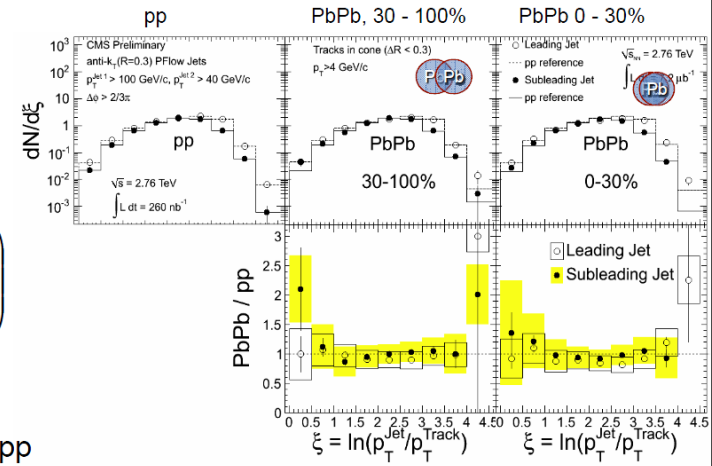 pp
PbPb, 30 - 100%
PbPb 0 - 30%
CMS Preliminary
anti-kT(R=0.3) PFlow Jets
pT^Jet 1 > 100 GeV/c, pT^Jet 2 > 40 GeV/c
Δφ > 2/3π
pp
√s = 2.76 TeV
∫L dt = 260 nb⁻¹
Tracks in cone (ΔR < 0.3)
pT>4 GeV/c
Pb
PbPb
30-100%
Leading Jet
pp reference
Subleading Jet
pp reference
√sNN = 2.76 TeV
μb⁻¹
Pb
PbPb
0-30%
dN/dξ
10³
10²
10
1
10⁻¹
10⁻²
10⁻³
PbPb / pp
3
2.5
2
1.5
1
0.5
0
Leading Jet
Subleading Jet
0 0.5 1 1.5 2 2.5 3 3.5 4 4.5
0 0.5 1 1.5 2 2.5 3 3.5 4 4.5
ξ = ln(pT^Jet/pT^Track)
ξ = ln(pT^Jet/pT^Track)
pp